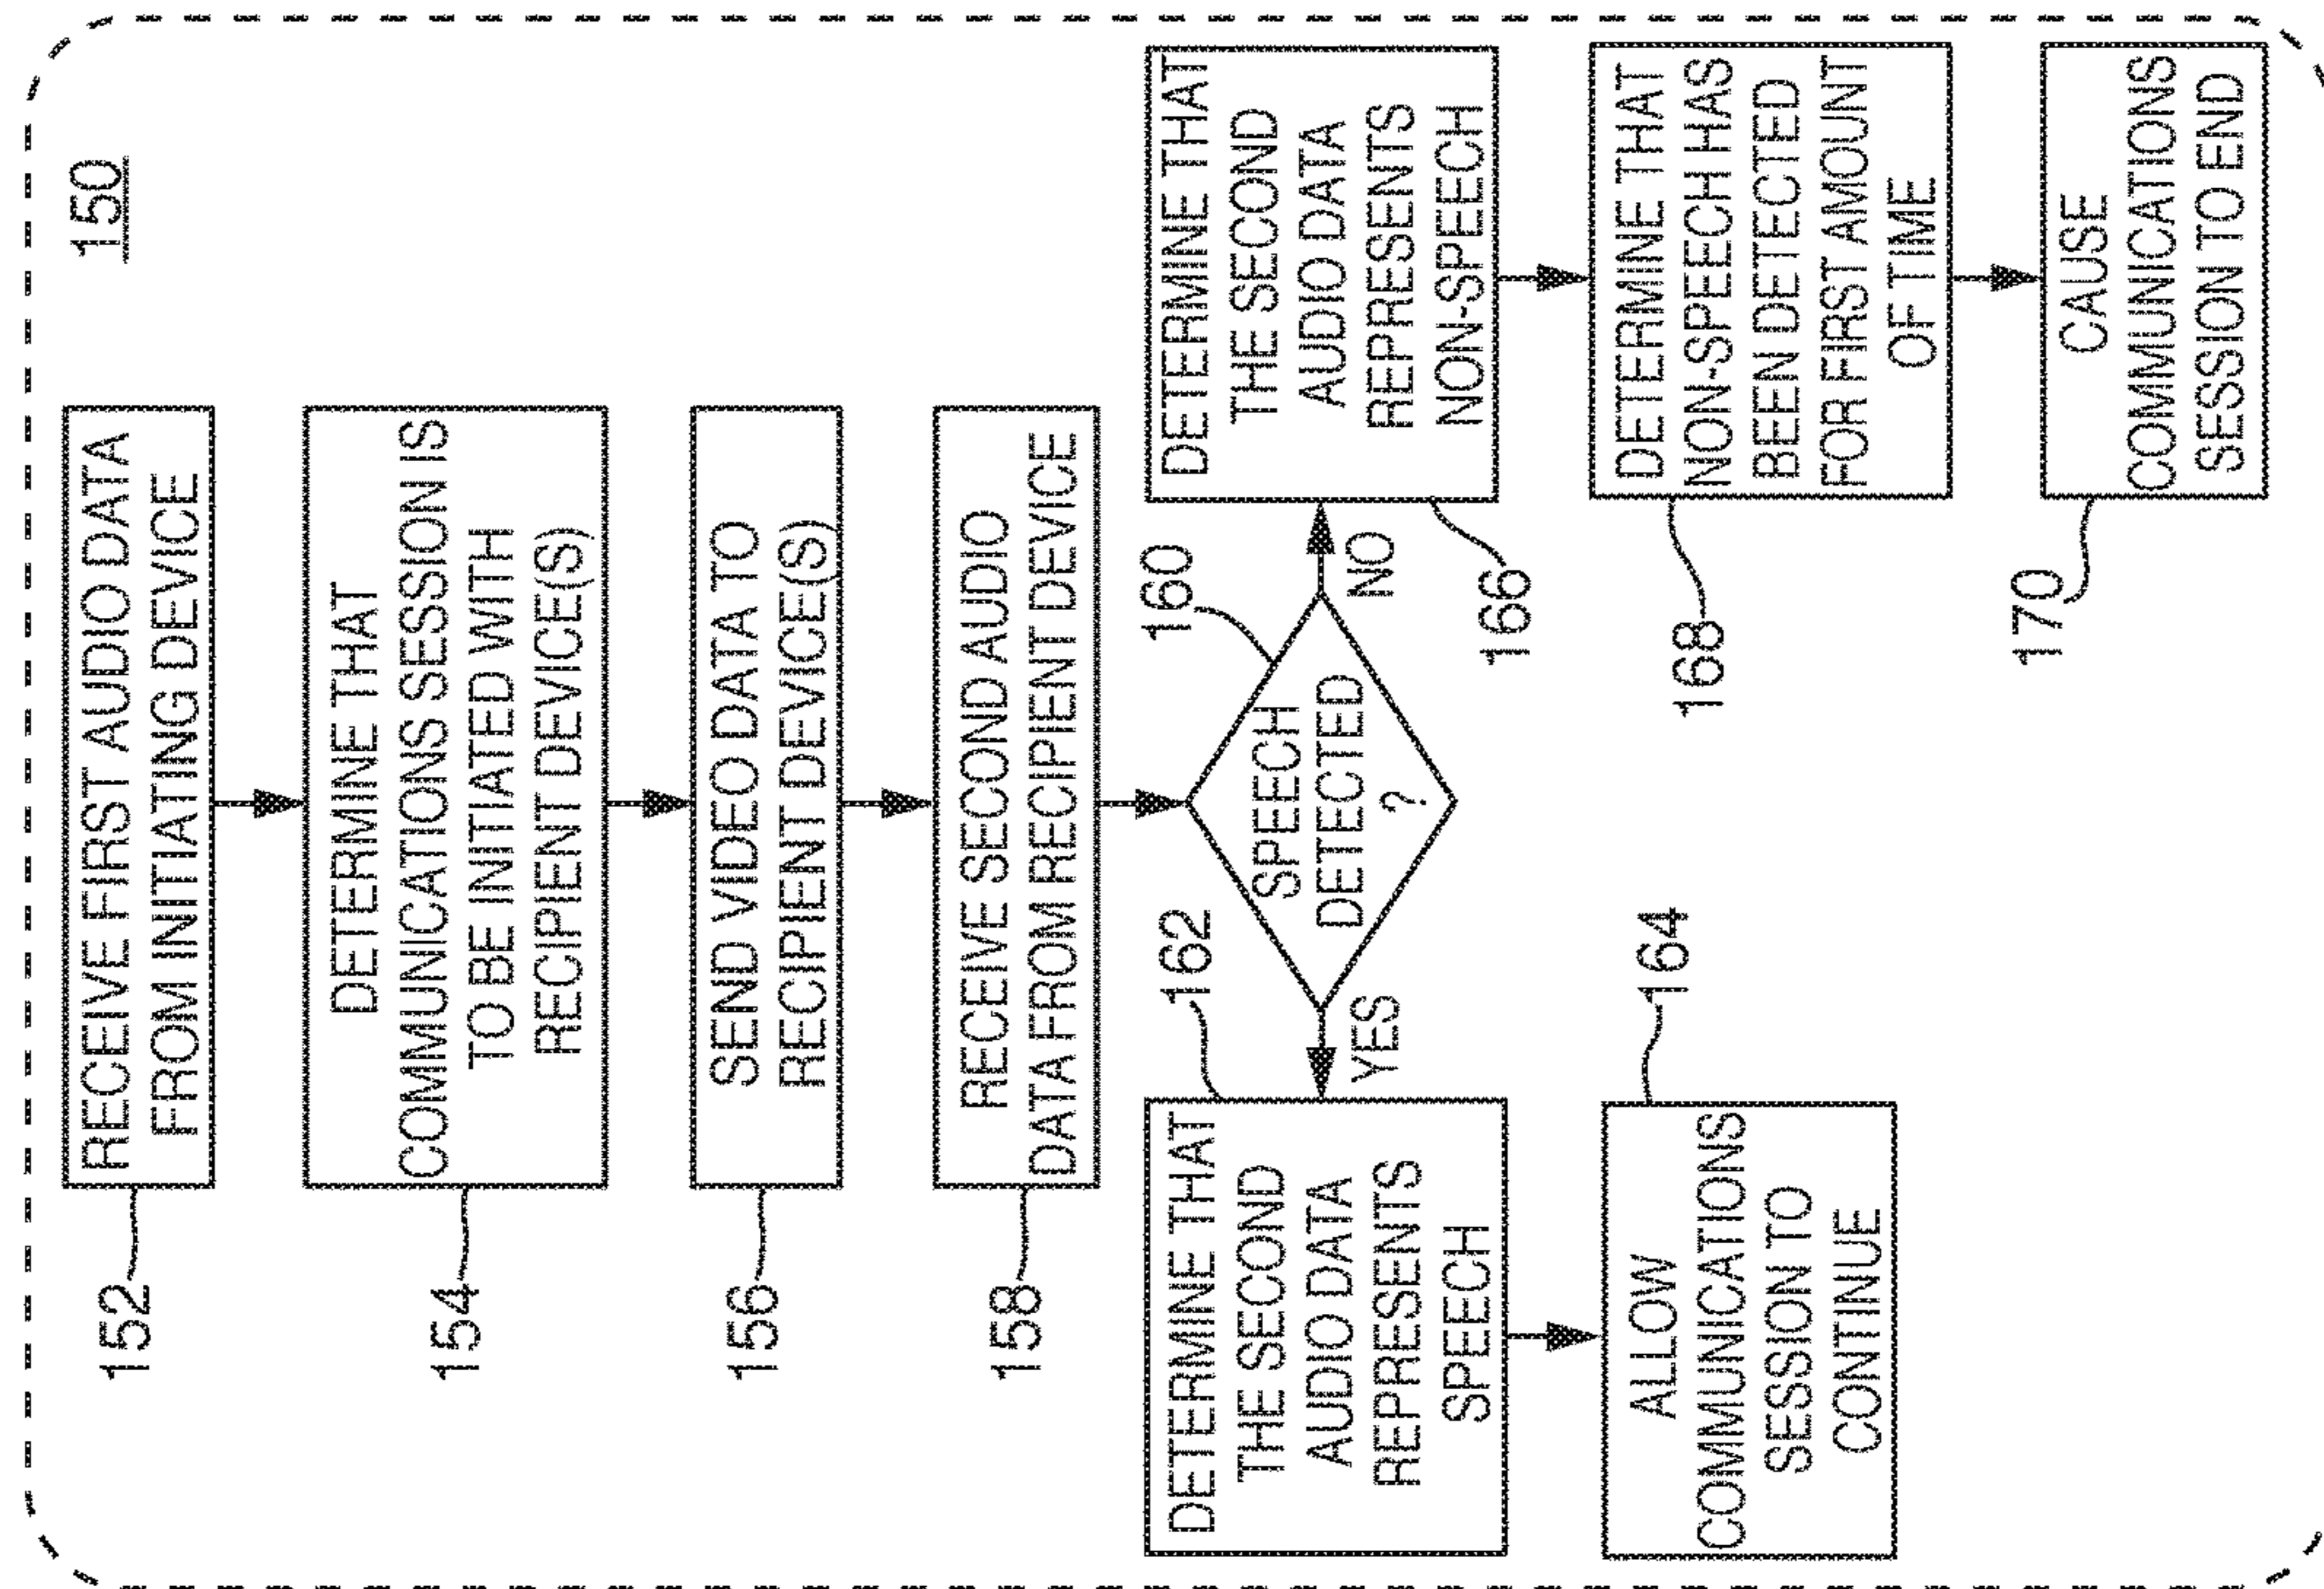 150
152
RECEIVE FIRST AUDIO DATA
FROM INITIATING DEVICE
154
DETERMINE THAT
COMMUNICATIONS SESSION IS
TO BE INITIATED WITH
RECIPIENT DEVICE(S)
156
SEND VIDEO DATA TO
RECIPIENT DEVICE(S)
158
RECEIVE SECOND AUDIO
DATA FROM RECIPIENT DEVICE
160
SPEECH
DETECTED
?
YES
NO
162
DETERMINE THAT
THE SECOND
AUDIO DATA
REPRESENTS
SPEECH
164
ALLOW
COMMUNICATIONS
SESSION TO
CONTINUE
DETERMINE THAT
THE SECOND
AUDIO DATA
REPRESENTS
NON-SPEECH
166
DETERMINE THAT
NON-SPEECH HAS
BEEN DETECTED
FOR FIRST AMOUNT
OF TIME
168
CAUSE
COMMUNICATIONS
SESSION TO END
170